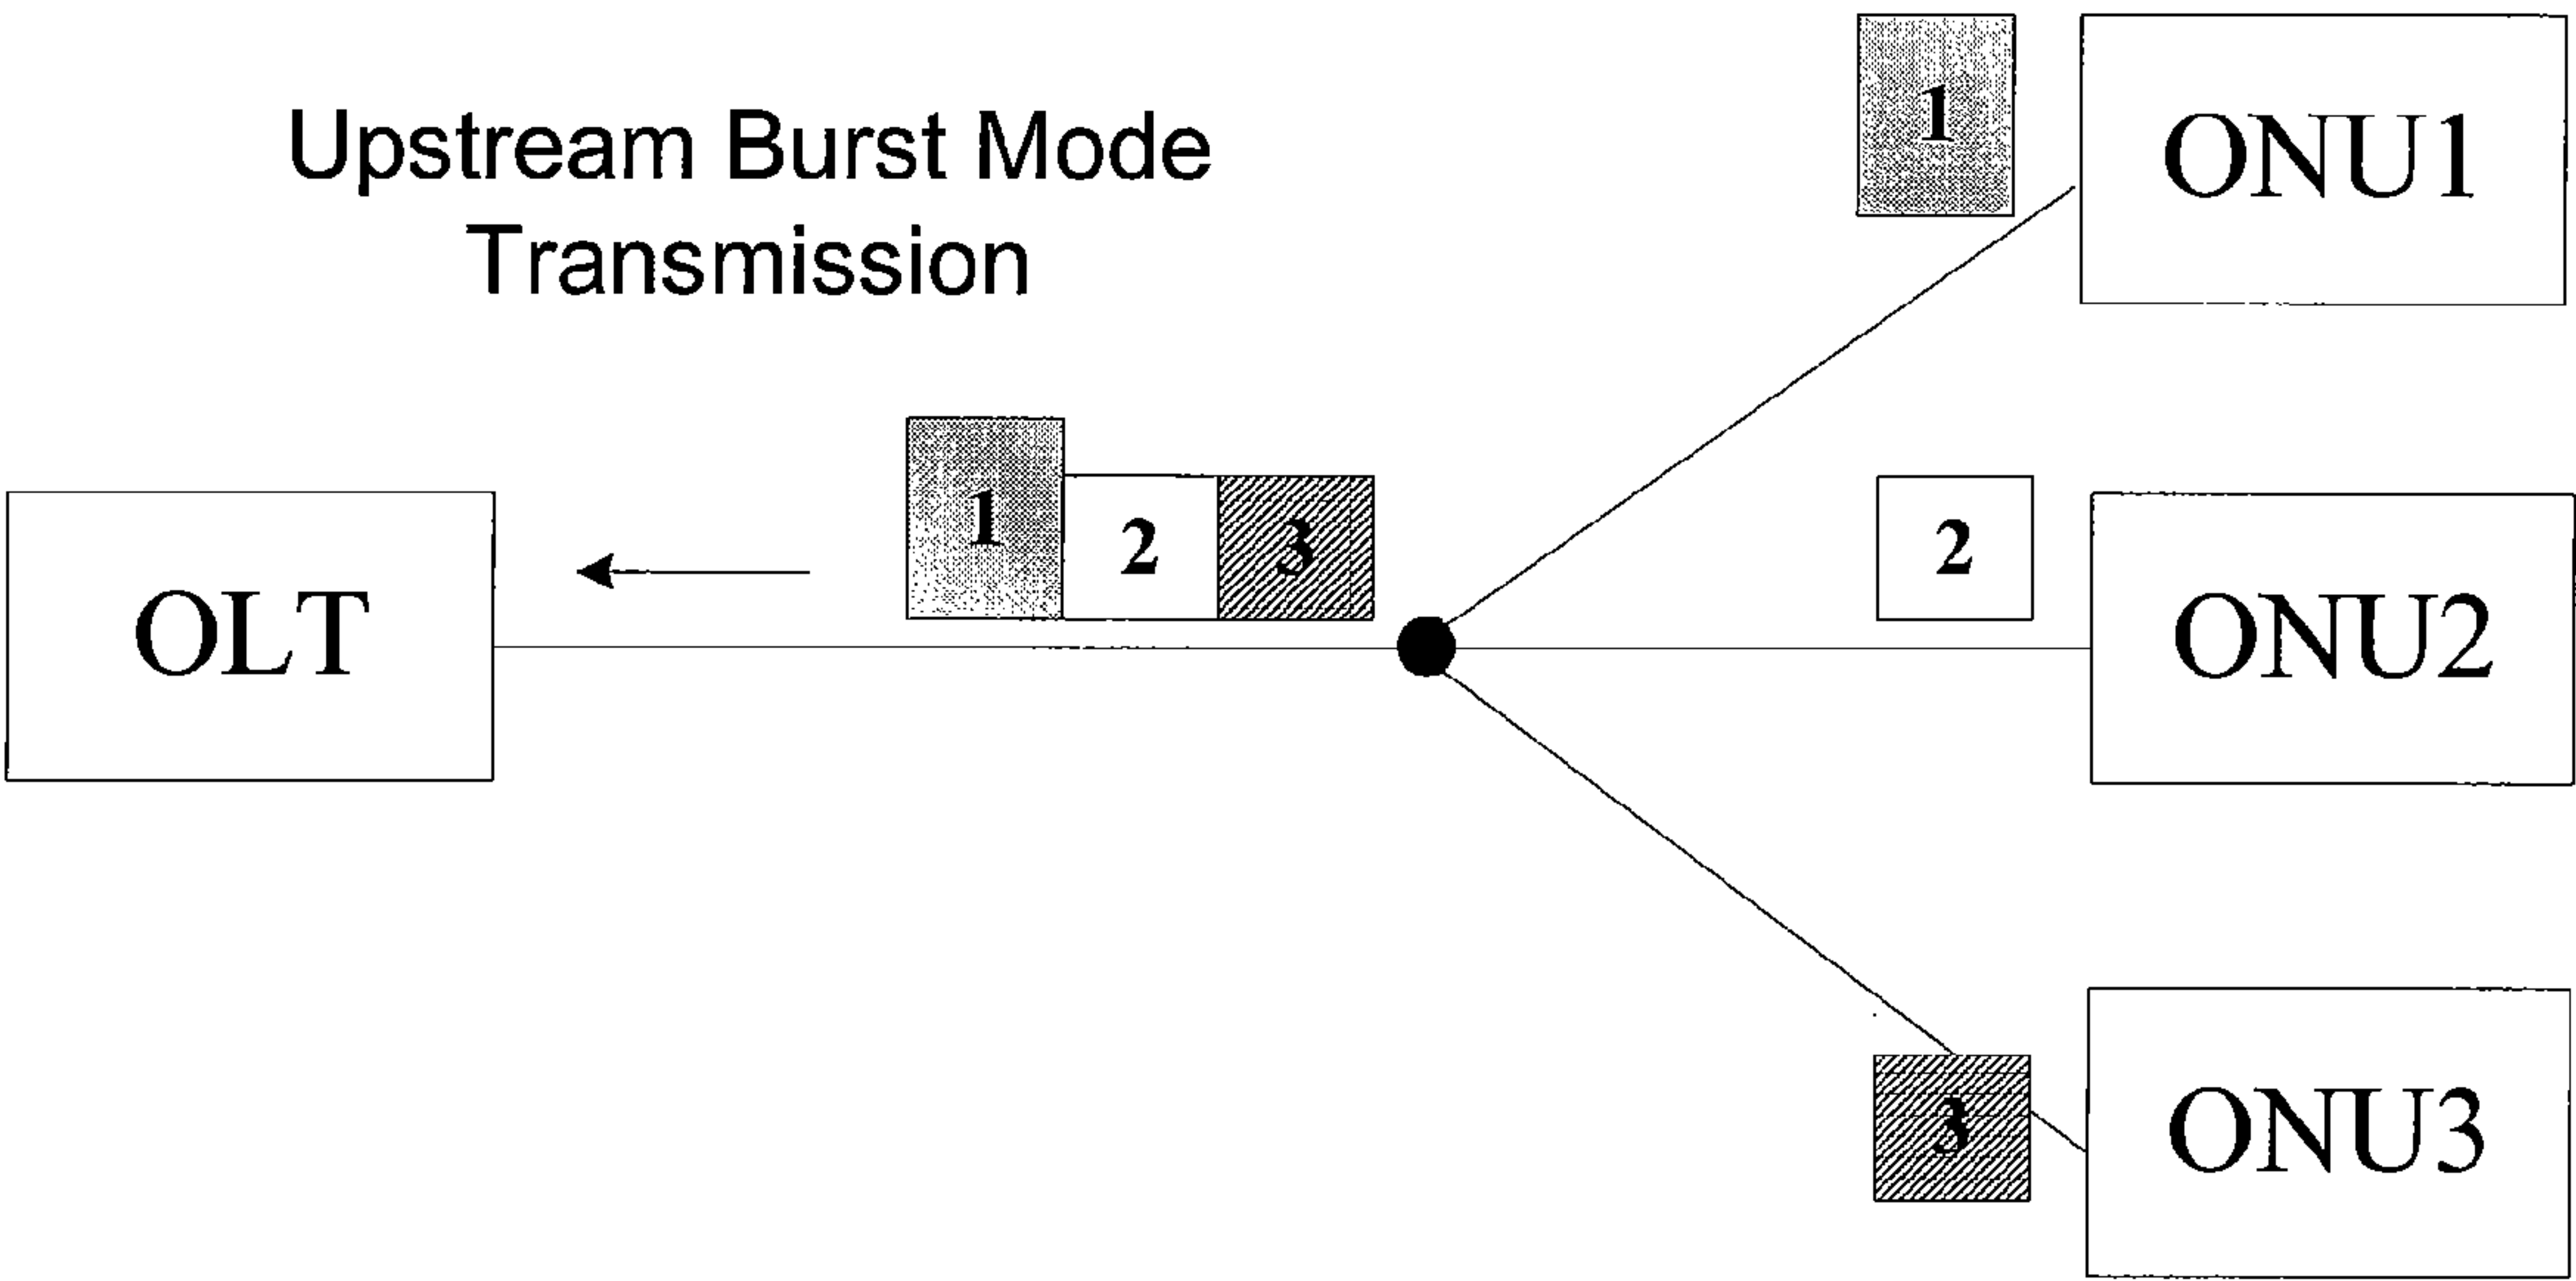 Upstream Burst Mode
Transmission
1
ONU1
1
2
3
2
OLT
ONU2
3
ONU3